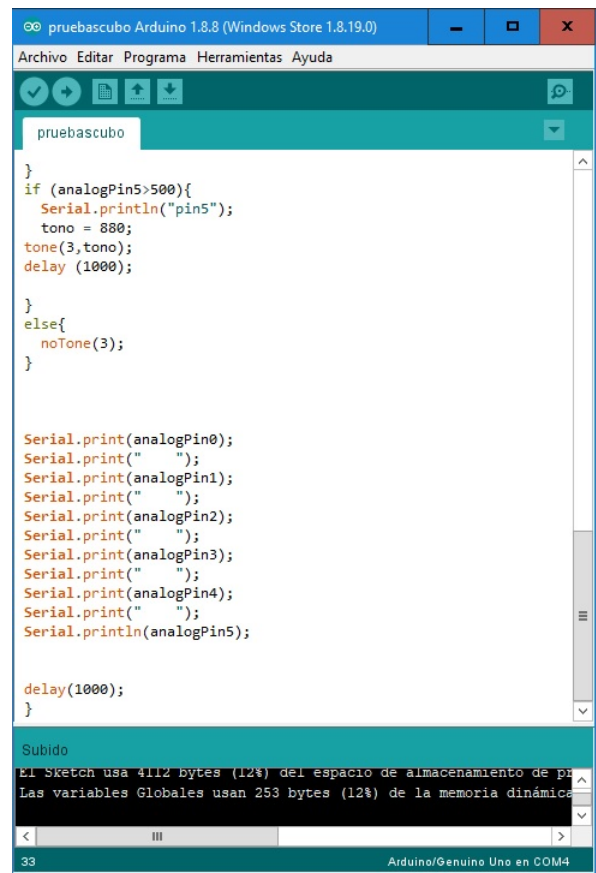 pruebascubo Arduino 1.8.8 (Windows Store 1.8.19.0)
Archivo Editar Programa Herramientas Ayuda
pruebascubo
}
if (analogPin5>500){
  Serial.println("pin5");
  tono = 880;
tone(3,tono);
delay (1000);
}
else{
  noTone(3);
}
Serial.print(analogPin0);
Serial.print("    ");
Serial.print(analogPin1);
Serial.print("    ");
Serial.print(analogPin2);
Serial.print("    ");
Serial.print(analogPin3);
Serial.print("    ");
Serial.print(analogPin4);
Serial.print("    ");
Serial.println(analogPin5);
delay(1000);
}
Subido
El Sketch usa 4112 bytes (12%) del espacio de almacenamiento de
Las variables Globales usan 253 bytes (12%) de la memoria dinámica
33
Arduino/Genuino Uno en COM4